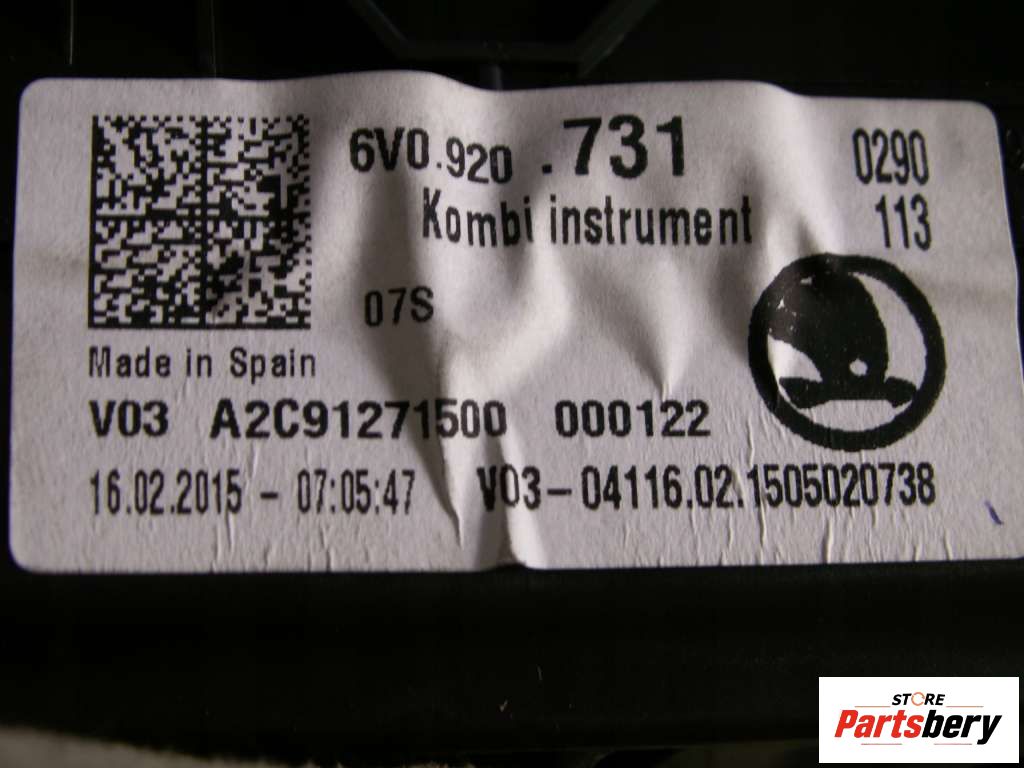 6V0.920 .731
0290
Kombi instrument
113
07S
Made in Spain
V03 A2C91271500 000122
16.02.2015 - 07:05:47 V03-04116.02.1505020738
STORE
Partsbery